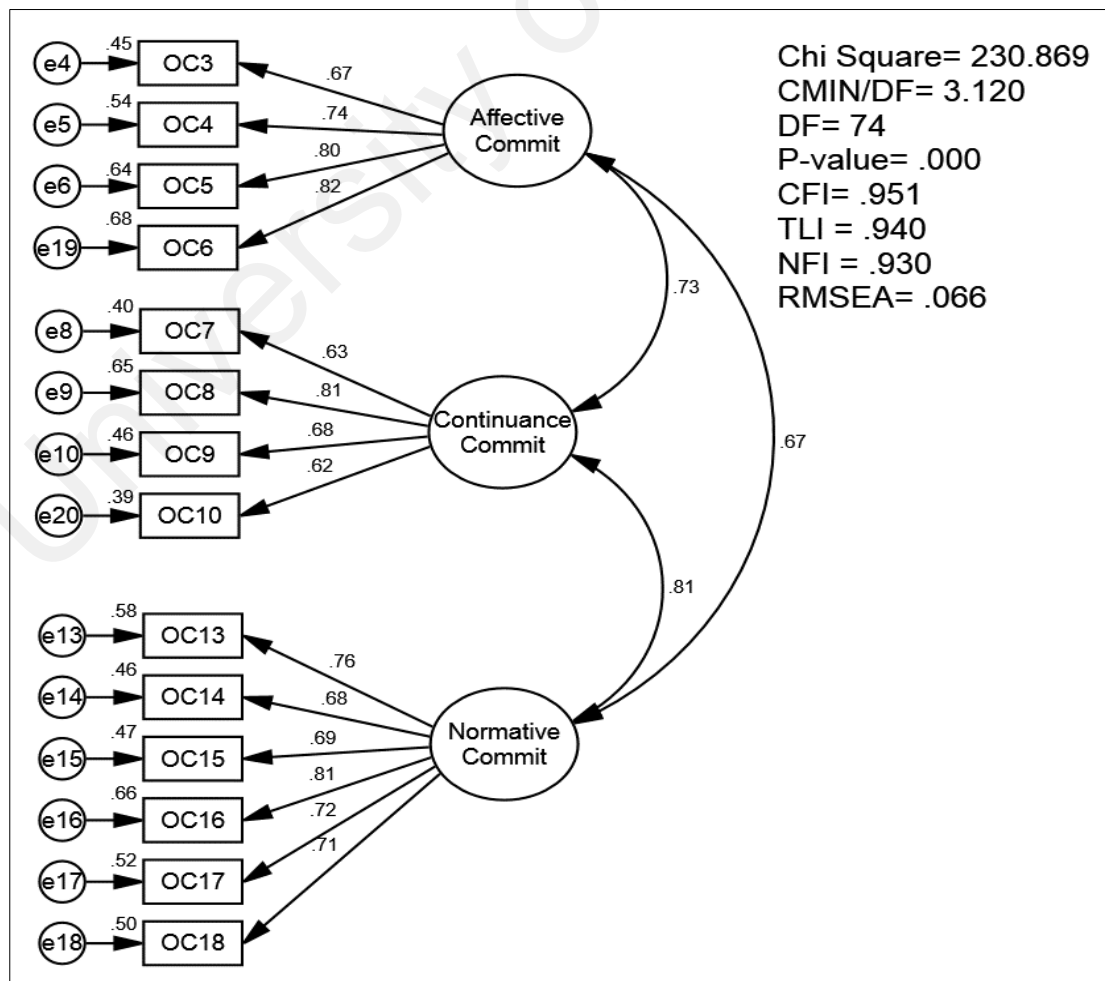 University o
.45
e4
OC3
.67
.54
e5
OC4
.74
.64
e6
OC5
.80
.68
e19
OC6
.82
Affective
Commit
Chi Square= 230.869
CMIN/DF= 3.120
DF= 74
P-value= .000
CFI= .951
TLI = .940
NFI = .930
RMSEA= .066
.73
.40
e8
OC7
.63
.65
e9
OC8
.81
.46
e10
OC9
.68
.39
e20
OC10
.62
Continuance
Commit
.67
.81
.58
e13
OC13
.76
.46
e14
OC14
.68
.47
e15
OC15
.69
.66
e16
OC16
.81
.52
e17
OC17
.72
.50
e18
OC18
.71
Normative
Commit